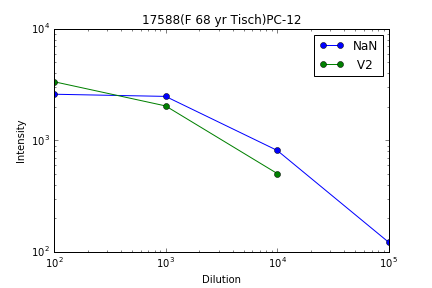 17588(F 68 yr Tisch)PC-12
NaN
V2
Intensity
10^4
10^3
10^2
10^2 10^3 10^4 10^5
Dilution